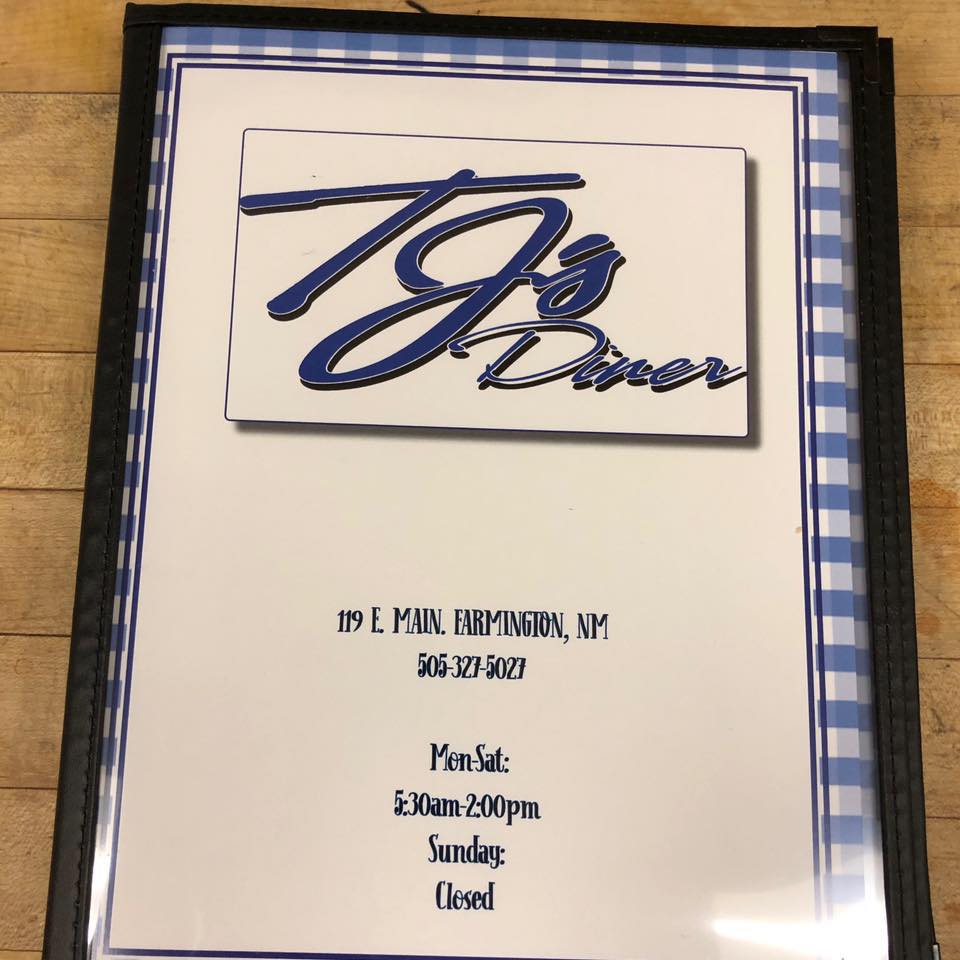 TJ's
Diner
119 E. MAIN. FARMINGTON, NM
505-327-5027
Mon-Sat:
5:30am-2:00pm
Sunday:
Closed